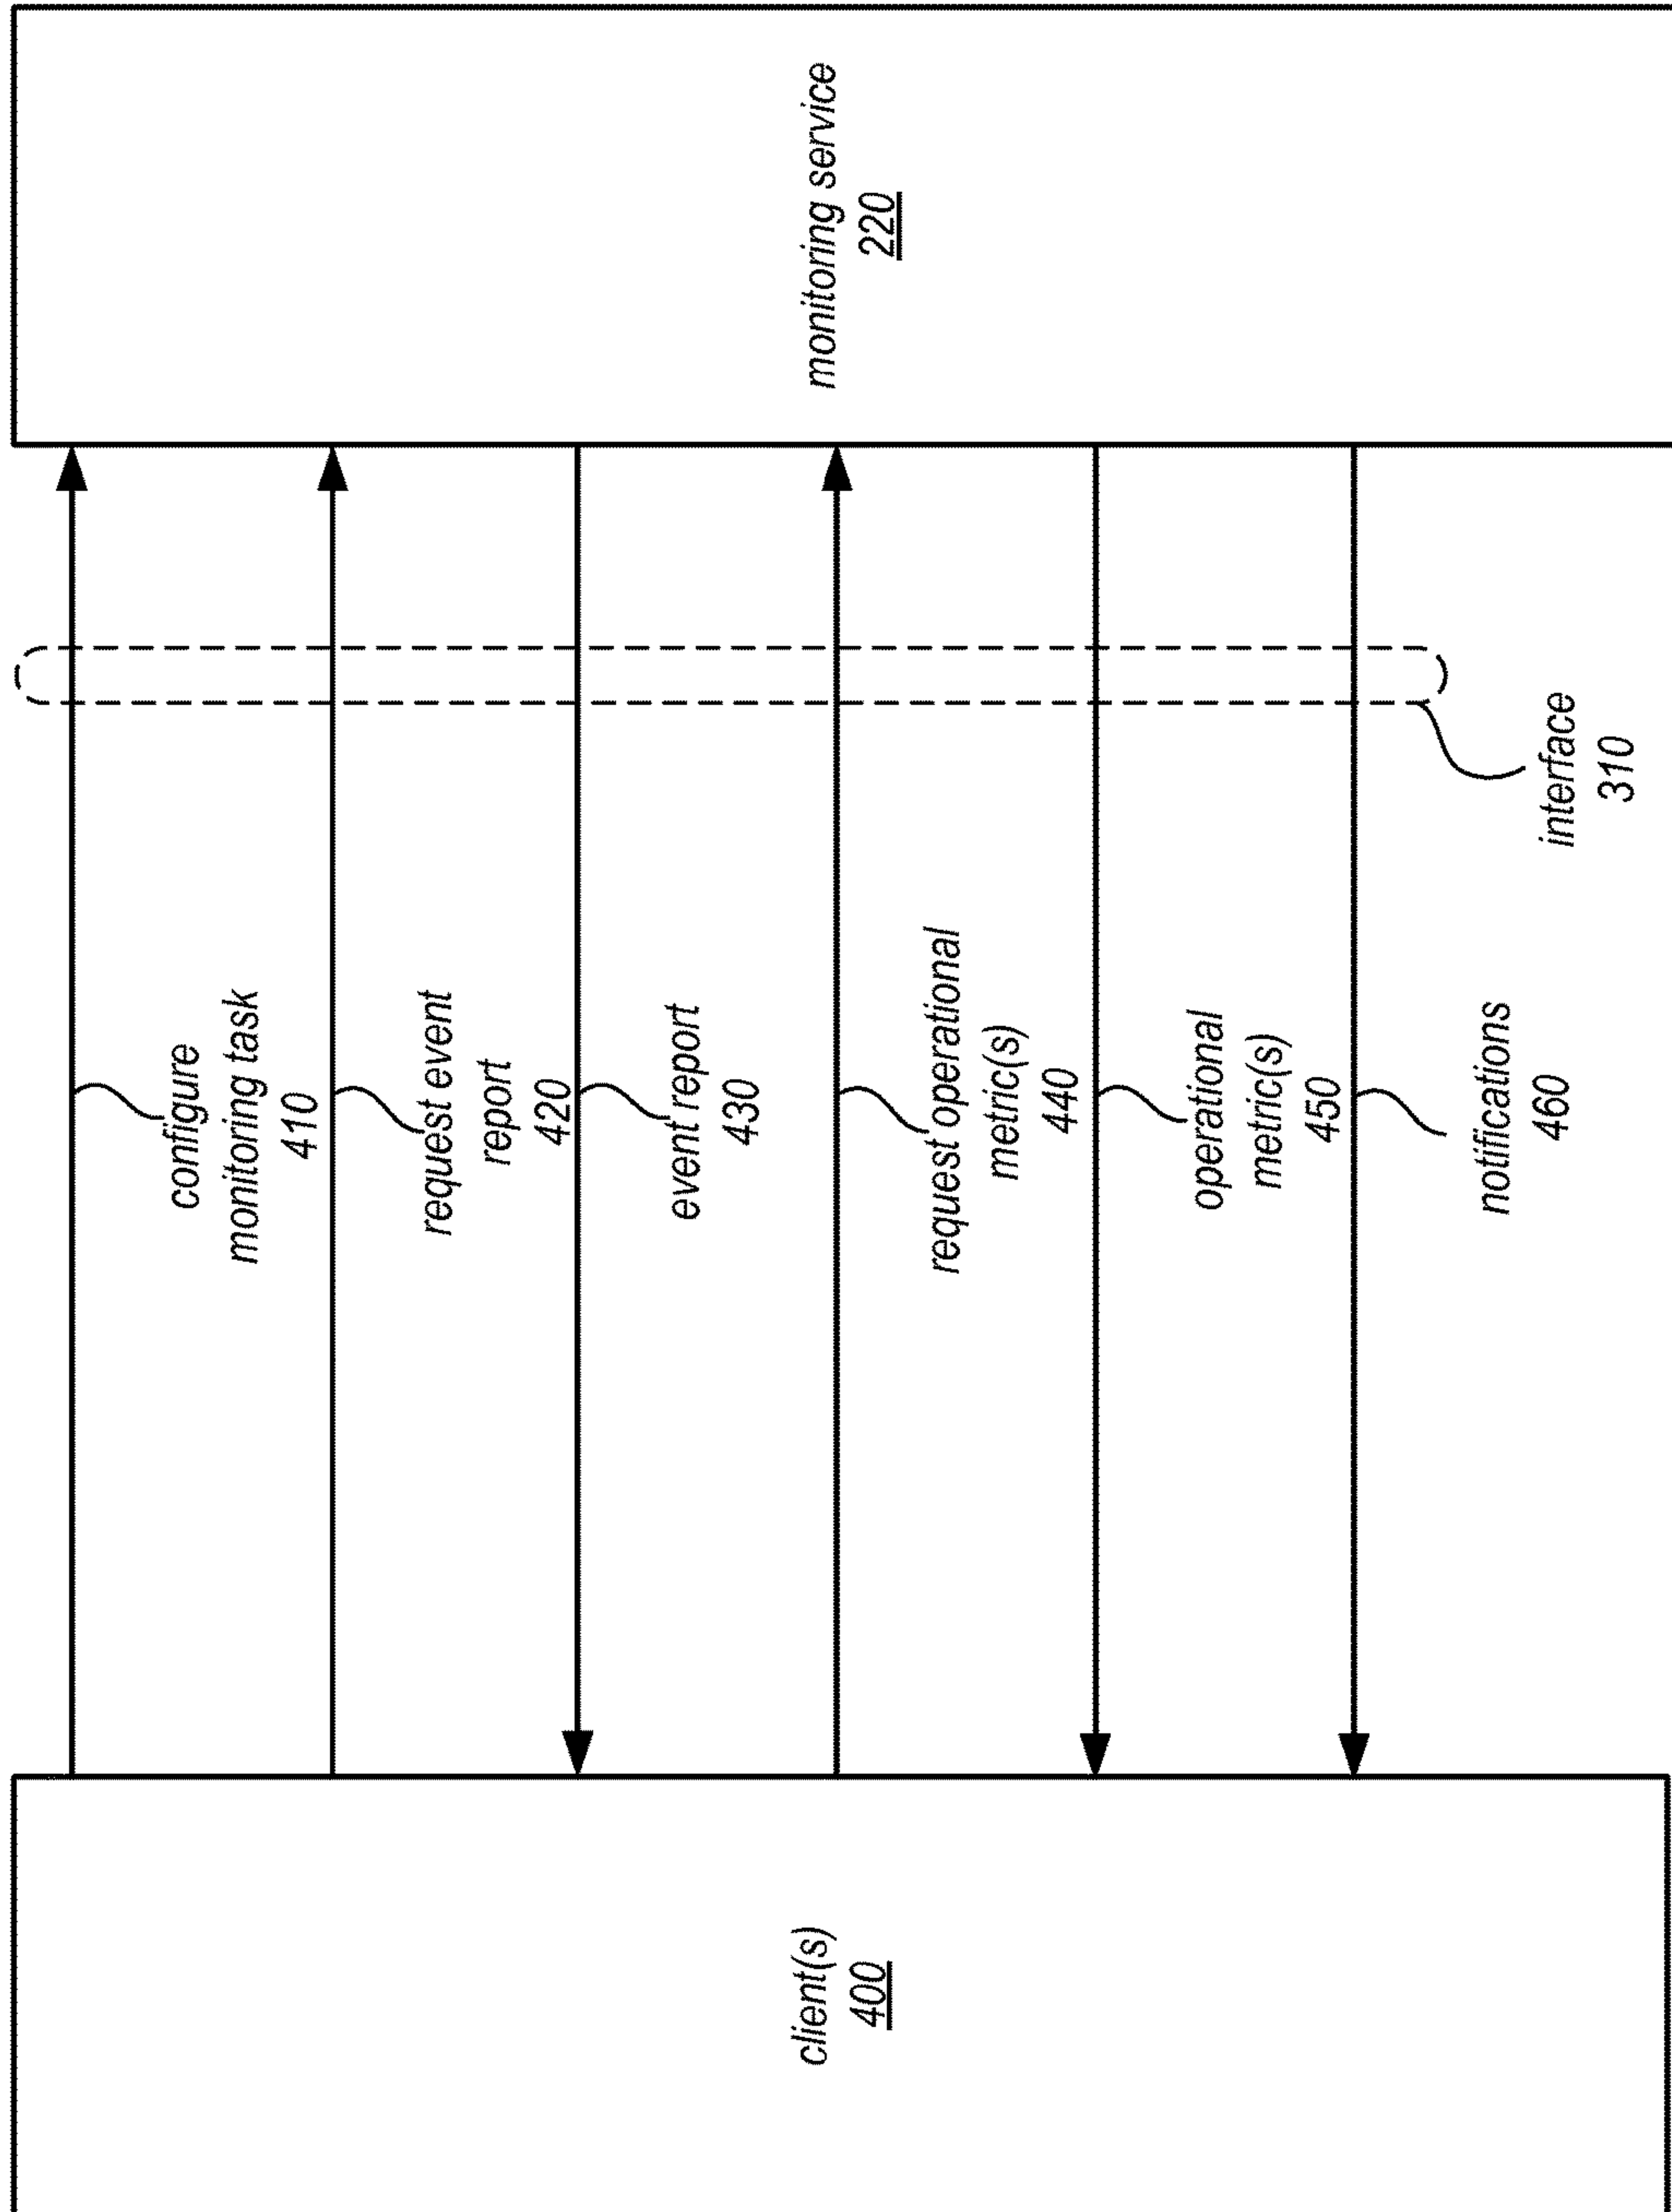 client(s)
400
monitoring service
220
configure
monitoring task
410
request event
report
420
event report
430
request operational
metric(s)
440
operational
metric(s)
450
notifications
460
interface
310